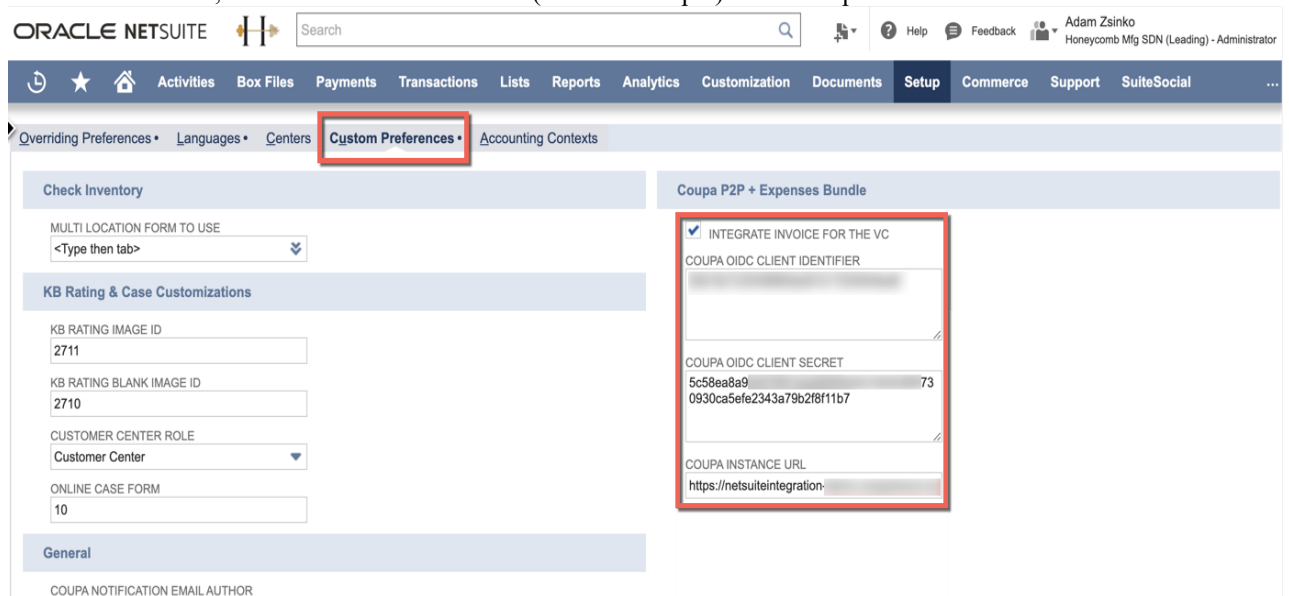 ORACLE NETSUITE
Search
Help
Feedback
Adam Zsinko
Honeycomb Mfg SDN (Leading) - Administrator
Activities Box Files Payments Transactions Lists Reports Analytics Customization Documents Setup Commerce Support SuiteSocial ...
Overriding Preferences • Languages • Centers Custom Preferences • Accounting Contexts
Check Inventory
MULTI LOCATION FORM TO USE
<Type then tab>
KB Rating & Case Customizations
KB RATING IMAGE ID
2711
KB RATING BLANK IMAGE ID
2710
CUSTOMER CENTER ROLE
Customer Center
ONLINE CASE FORM
10
General
COUPA NOTIFICATION EMAIL AUTHOR
Coupa P2P + Expenses Bundle
INTEGRATE INVOICE FOR THE VC
COUPA OIDC CLIENT IDENTIFIER
COUPA OIDC CLIENT SECRET
5c58ea8a9 73
0930ca5efe2343a79b2f8f11b7
COUPA INSTANCE URL
https://netsuiteintegration-